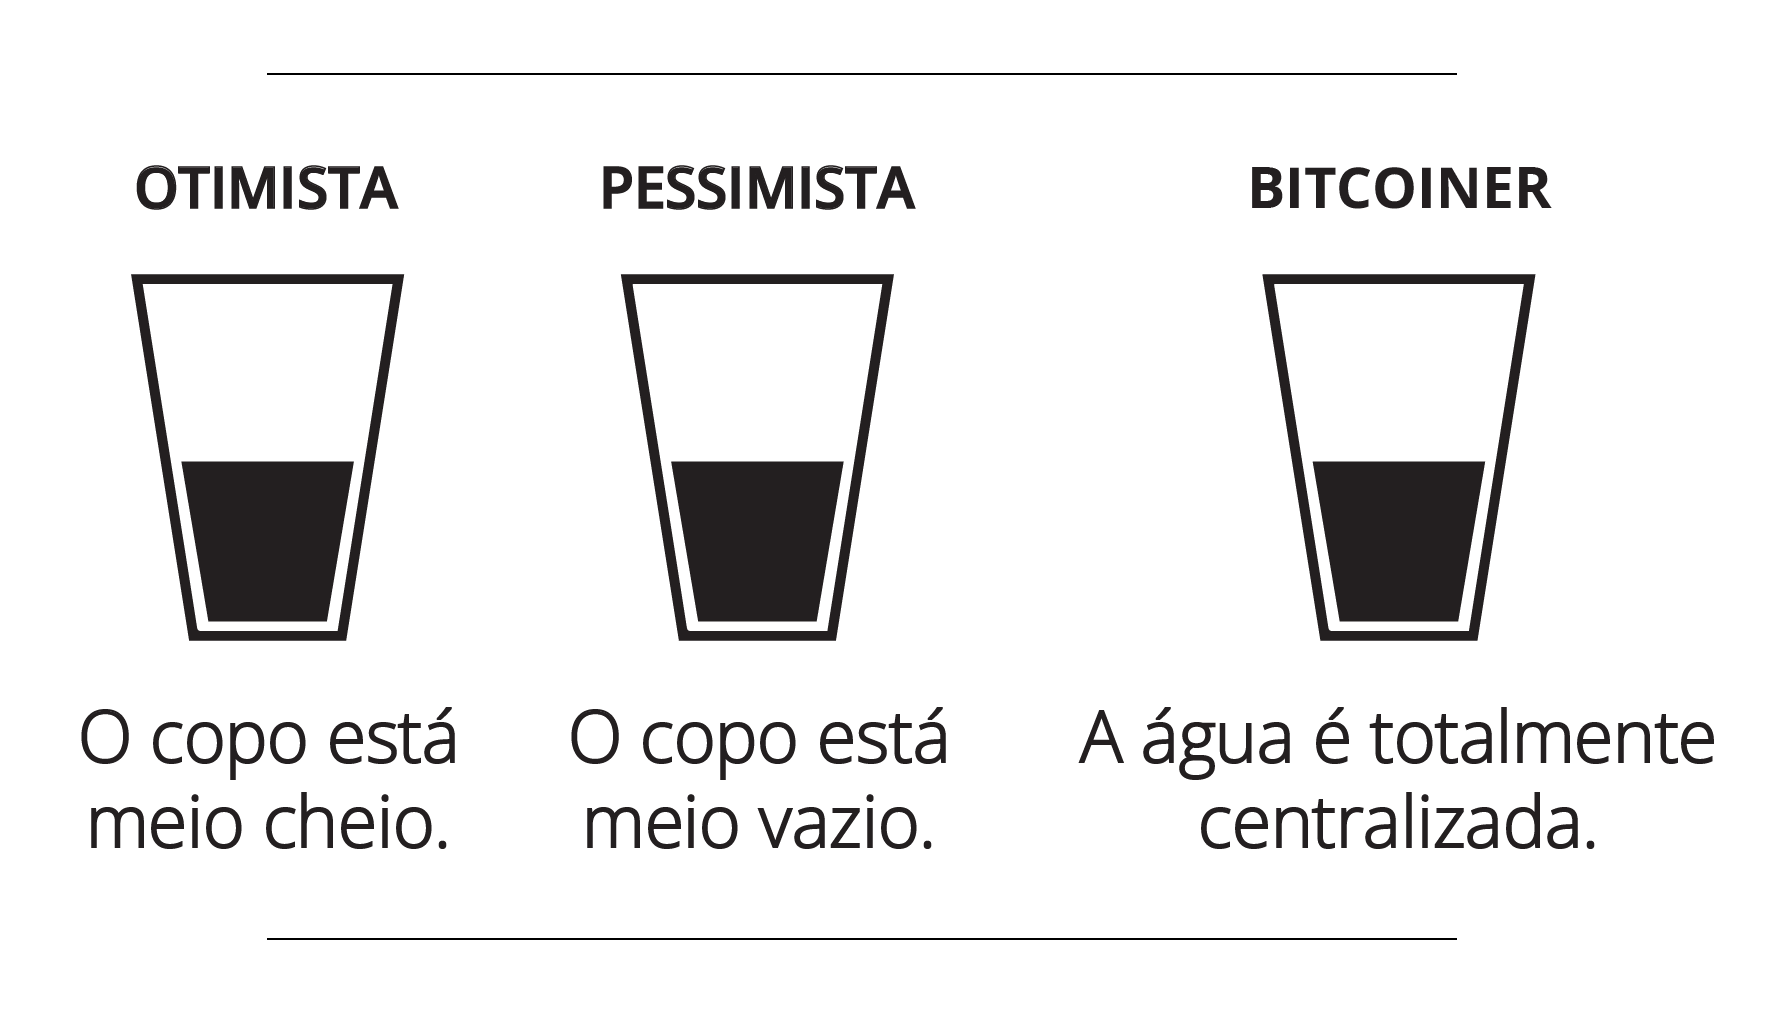 OTIMISTA
PESSIMISTA
BITCOINER
O copo está
meio cheio.
O copo está
meio vazio.
A água é totalmente
centralizada.